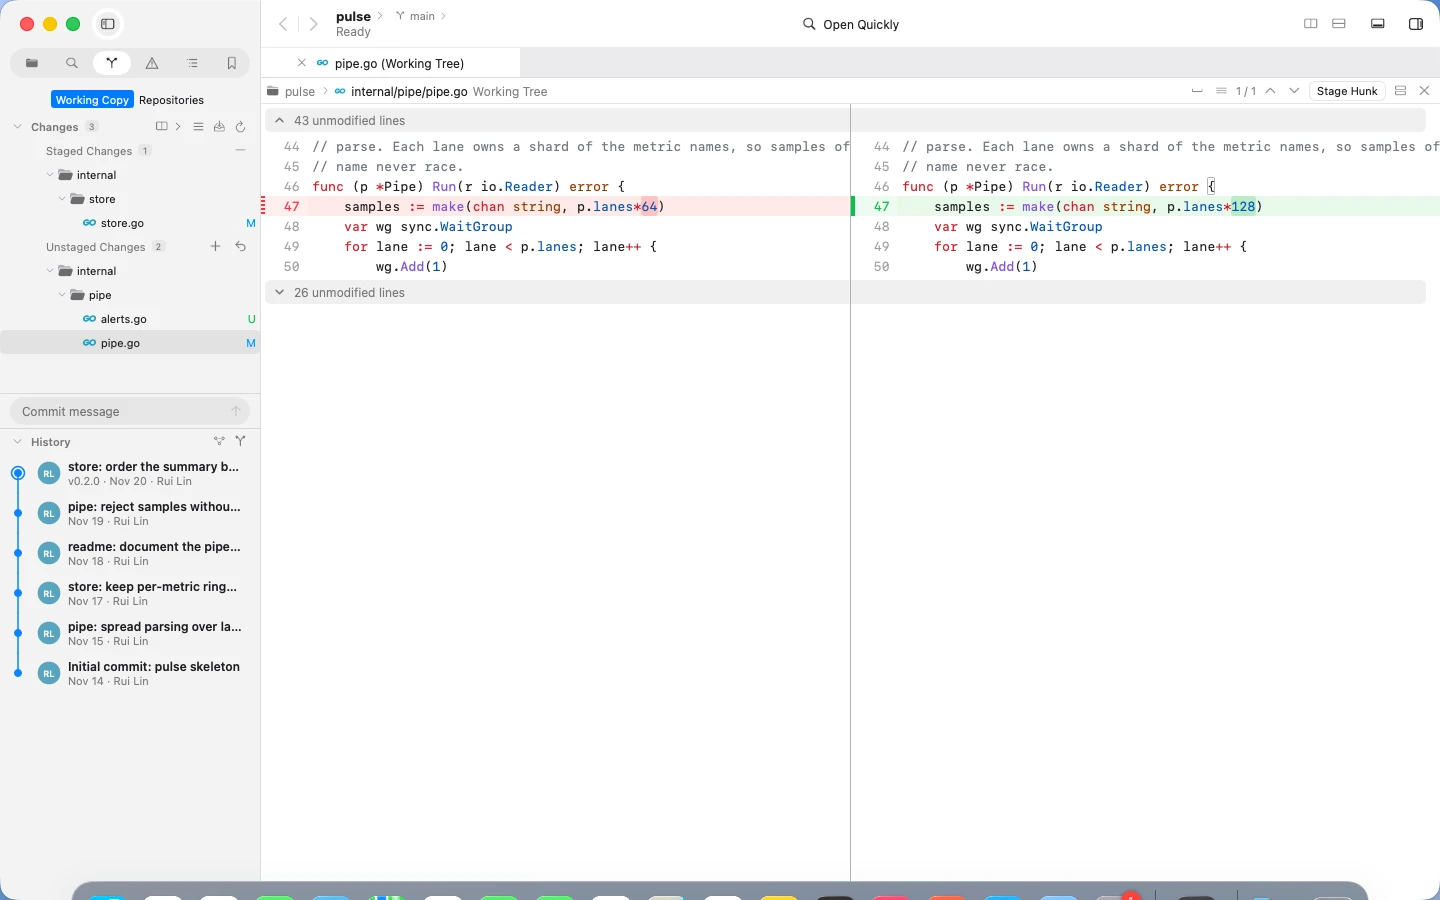 pulse
main
Ready
Open Quickly
pipe.go (Working Tree)
pulse
internal/pipe/pipe.go Working Tree
1/1
Stage Hunk
Working Copy
Repositories
Changes 3
Staged Changes 1
internal
store
store.go M
Unstaged Changes 2
internal
pipe
alerts.go U
pipe.go M
Commit message
History
RL
store: order the summary b...
v0.2.0 · Nov 20 · Rui Lin
RL
pipe: reject samples withou...
Nov 19 · Rui Lin
RL
readme: document the pipe...
Nov 18 · Rui Lin
RL
store: keep per-metric ring...
Nov 17 · Rui Lin
RL
pipe: spread parsing over la...
Nov 15 · Rui Lin
RL
Initial commit: pulse skeleton
Nov 14 · Rui Lin
43 unmodified lines
44 // parse. Each lane owns a shard of the metric names, so samples of
45 // name never race.
46 func (p *Pipe) Run(r io.Reader) error {
47 samples := make(chan string, p.lanes*64)
48 var wg sync.WaitGroup
49 for lane := 0; lane < p.lanes; lane++ {
50 wg.Add(1)
26 unmodified lines
44 // parse. Each lane owns a shard of the metric names, so samples of
45 // name never race.
46 func (p *Pipe) Run(r io.Reader) error {
47 samples := make(chan string, p.lanes*128)
48 var wg sync.WaitGroup
49 for lane := 0; lane < p.lanes; lane++ {
50 wg.Add(1)